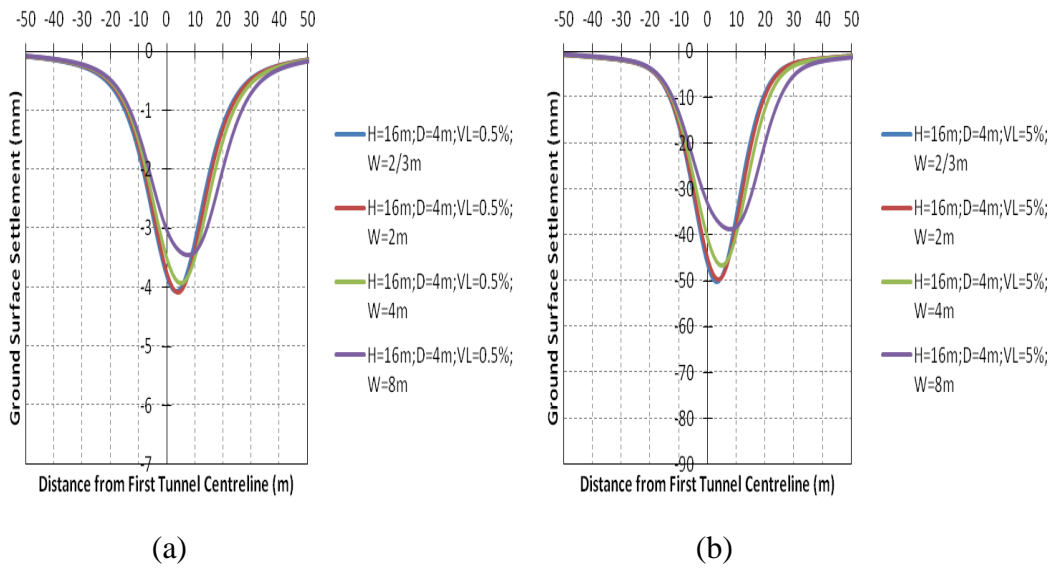 -50 -40 -30 -20 -10 0 10 20 30 40 50
0
-1
-2
-3
-4
-5
-6
-7
Ground Surface Settlement (mm)
Distance from First Tunnel Centreline (m)
H=16m;D=4m;VL=0.5%;
W=2/3m
H=16m;D=4m;VL=0.5%;
W=2m
H=16m;D=4m;VL=0.5%;
W=4m
H=16m;D=4m;VL=0.5%;
W=8m
(a)
-50 -40 -30 -20 -10 0 10 20 30 40 50
-0
-10
-20
-30
-40
-50
-60
-70
-80
-90
Ground Surface Settlement (mm)
Distance from First Tunnel Centreline (m)
H=16m;D=4m;VL=5%;
W=2/3m
H=16m;D=4m;VL=5%;
W=2m
H=16m;D=4m;VL=5%;
W=4m
H=16m;D=4m;VL=5%;
W=8m
(b)